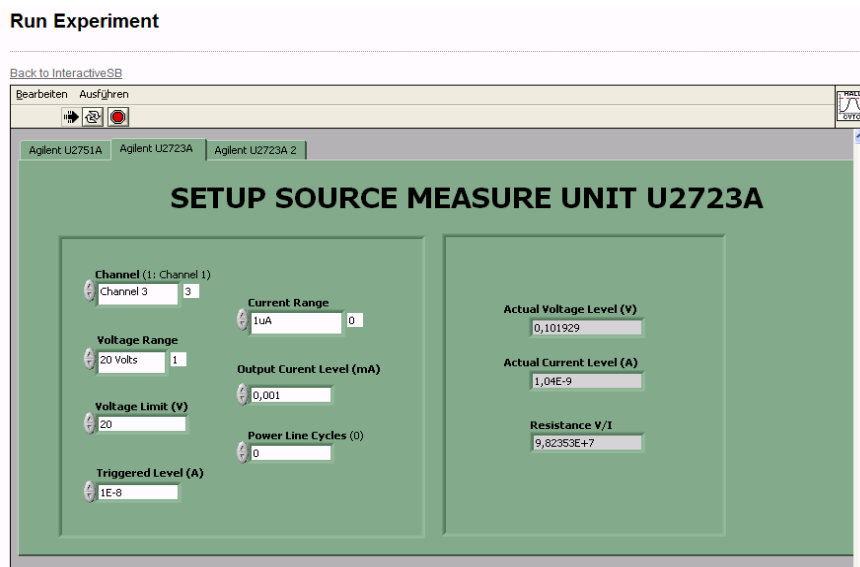 Run Experiment
Back to InteractiveSB
Bearbeiten Ausführen
Agilent U2751A Agilent U2723A Agilent U2723A 2
SETUP SOURCE MEASURE UNIT U2723A
Channel (1: Channel 1)
Channel 3 3
Voltage Range
20 Volts 1
Voltage Limit (V)
20
Triggered Level (A)
1E-8
Current Range
1uA 0
Output Curent Level (mA)
0,001
Power Line Cycles (0)
0
Actual Voltage Level (V)
0,101929
Actual Current Level (A)
1,04E-9
Resistance V/I
9,82353E+7